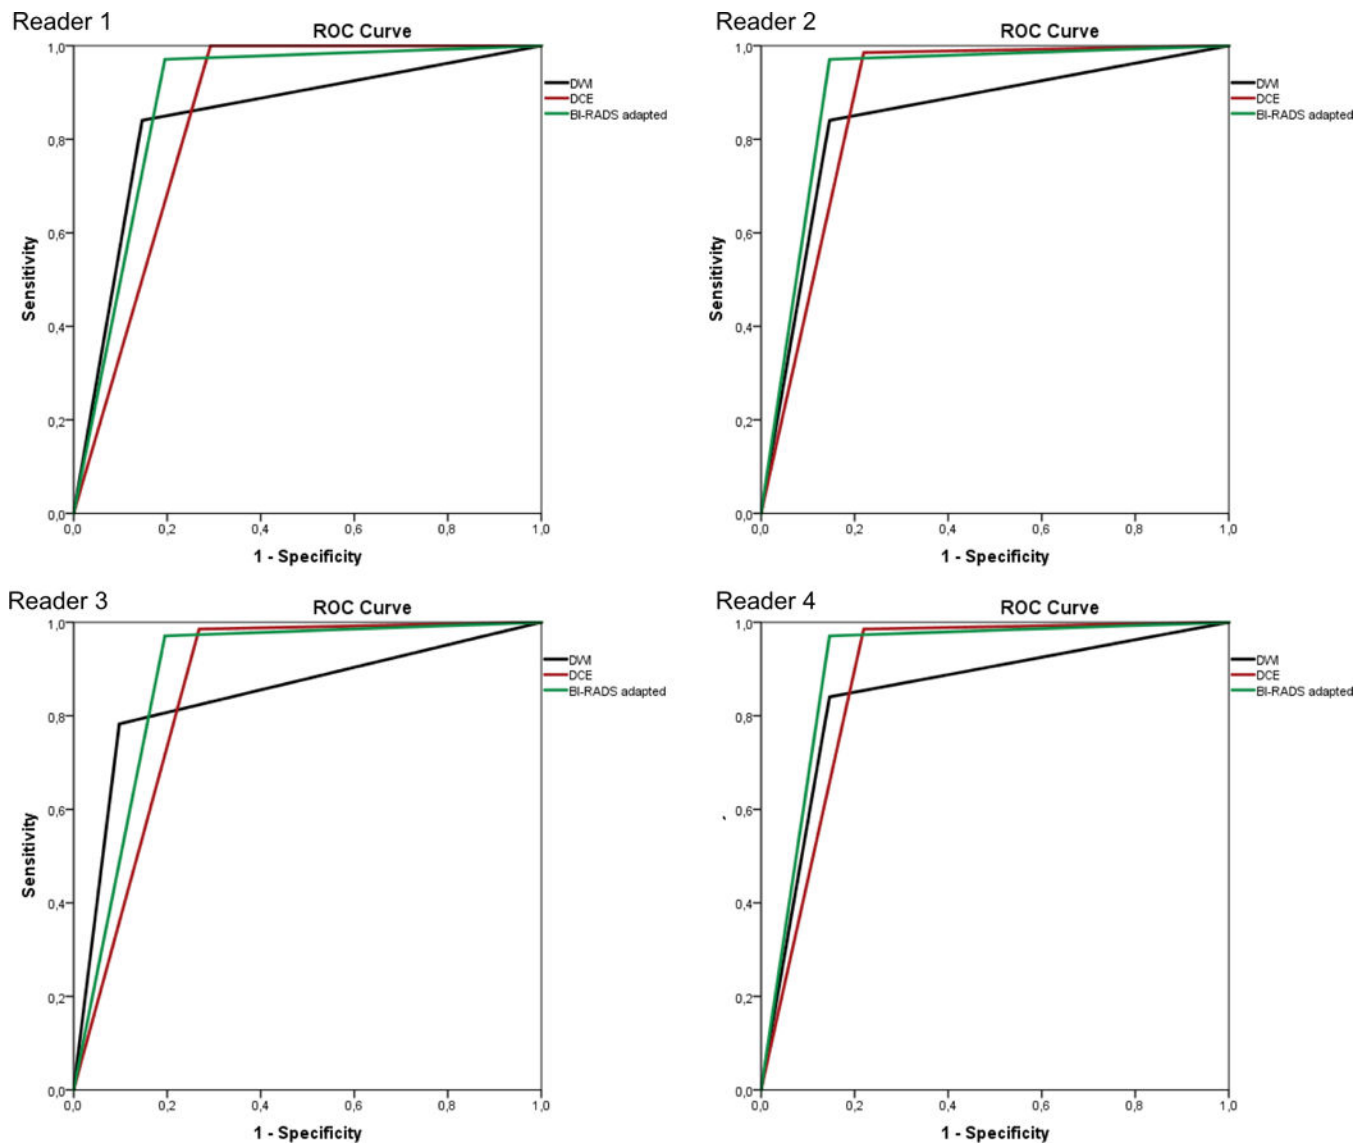 Reader 1
ROC Curve
1,0
0,8
0,6
0,4
0,2
0,0
Sensitivity
0,0 0,2 0,4 0,6 0,8 1,0
1 - Specificity
DWI
DCE
BI-RADS adapted
Reader 2
ROC Curve
1,0
0,8
0,6
0,4
0,2
0,0
Sensitivity
0,0 0,2 0,4 0,6 0,8 1,0
1 - Specificity
DWI
DCE
BI-RADS adapted
Reader 3
ROC Curve
1,0
0,8
0,6
0,4
0,2
0,0
Sensitivity
0,0 0,2 0,4 0,6 0,8 1,0
1 - Specificity
DWI
DCE
BI-RADS adapted
Reader 4
ROC Curve
1,0
0,8
0,6
0,4
0,2
0,0
0,0 0,2 0,4 0,6 0,8 1,0
1 - Specificity
DWI
DCE
BI-RADS adapted